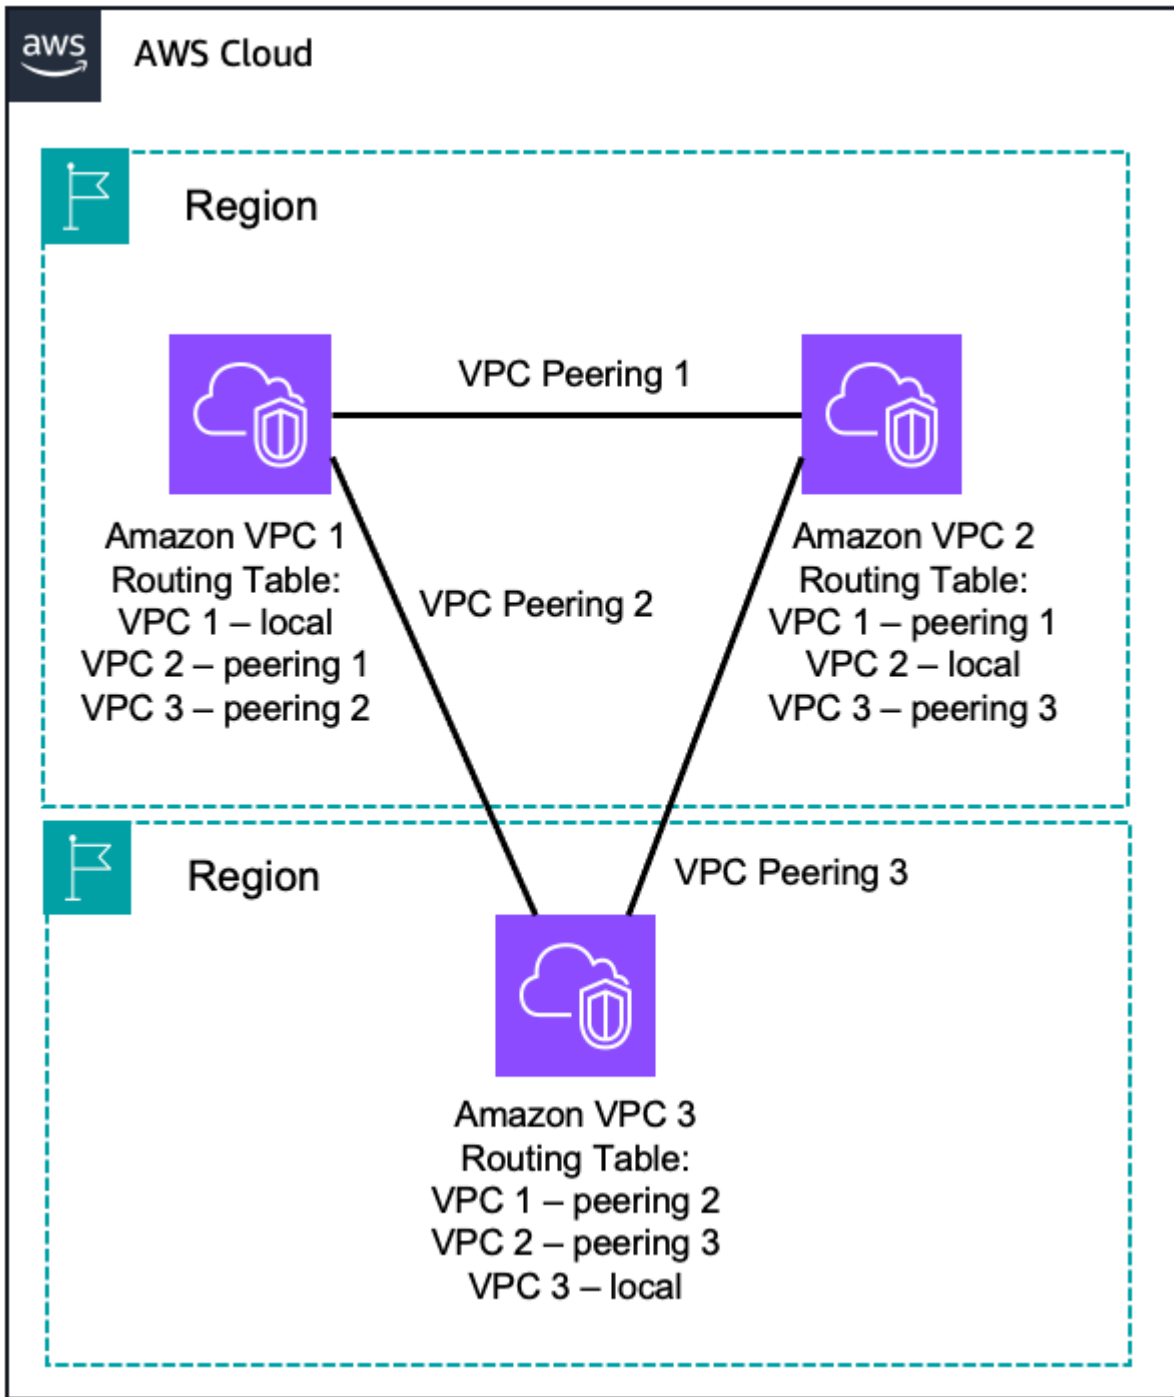 aws
AWS Cloud
Region
VPC Peering 1
Amazon VPC 1
Routing Table:
VPC 1 – local
VPC 2 – peering 1
VPC 3 – peering 2
VPC Peering 2
Amazon VPC 2
Routing Table:
VPC 1 – peering 1
VPC 2 – local
VPC 3 – peering 3
Region
VPC Peering 3
Amazon VPC 3
Routing Table:
VPC 1 – peering 2
VPC 2 – peering 3
VPC 3 – local